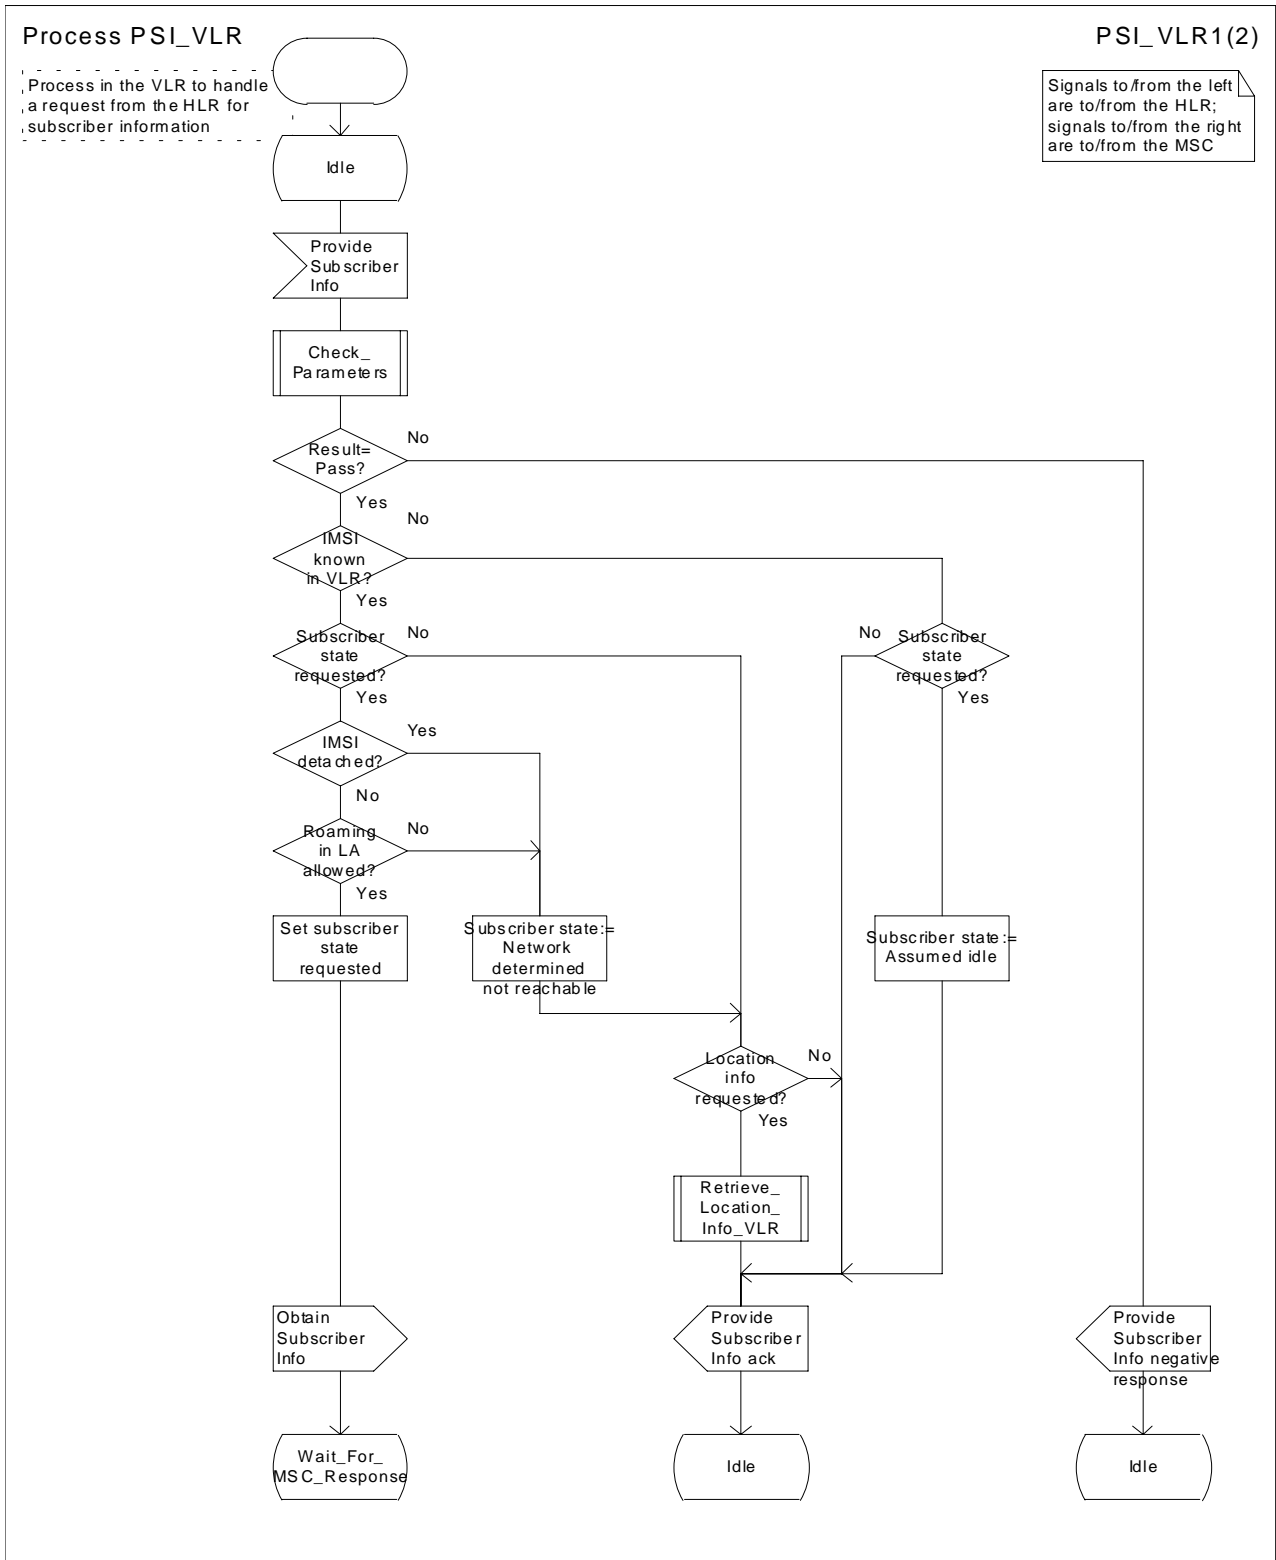 Process PSI_VLR
PSI_VLR1(2)
Process in the VLR to handle
a request from the HLR for
subscriber information
Signals to/from the left
are to/from the HLR;
signals to/from the right
are to/from the MSC
Idle
Provide
Subscriber
Info
Check_
Parameters
Result=
Pass?
No
Yes
IMSI
known
in VLR?
No
Yes
Subscriber
state
requested?
No
Yes
No
Subscriber
state
requested?
Yes
IMSI
detached?
Yes
No
Roaming
in LA
allowed?
No
Yes
Set subscriber
state
requested
Subscriber state:=
Network
determined
not reachable
Subscriber state:=
Assumed idle
Location
info
requested?
No
Yes
Retrieve_
Location_
Info_VLR
Obtain
Subscriber
Info
Provide
Subscriber
Info ack
Provide
Subscriber
Info negative
response
Wait_For_
MSC_Response
Idle
Idle